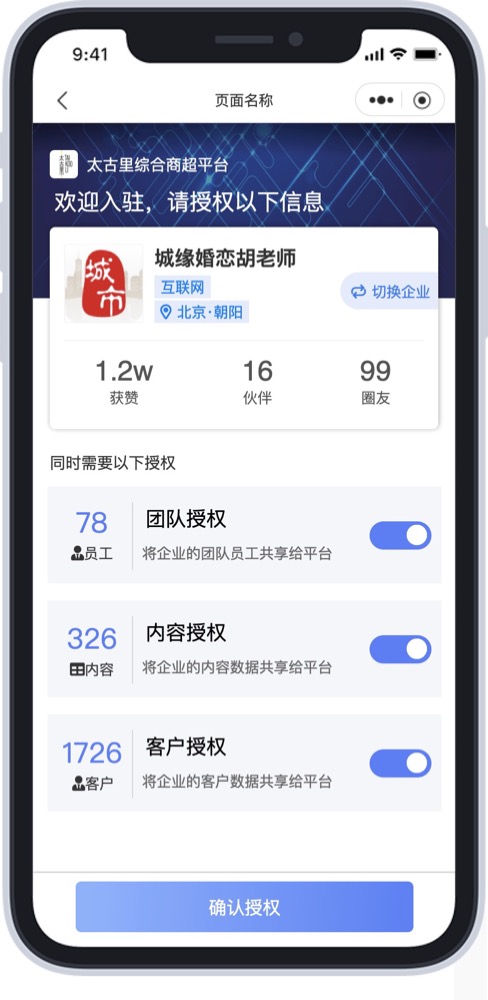 9:41
页面名称
太古里综合商超平台
欢迎入驻，请授权以下信息
城缘婚恋胡老师
城市
互联网
北京·朝阳
切换企业
1.2w
16
99
获赞
伙伴
圈友
同时需要以下授权
78
团队授权
员工
将企业的团队员工共享给平台
326
内容授权
内容
将企业的内容数据共享给平台
1726
客户授权
客户
将企业的客户数据共享给平台
确认授权